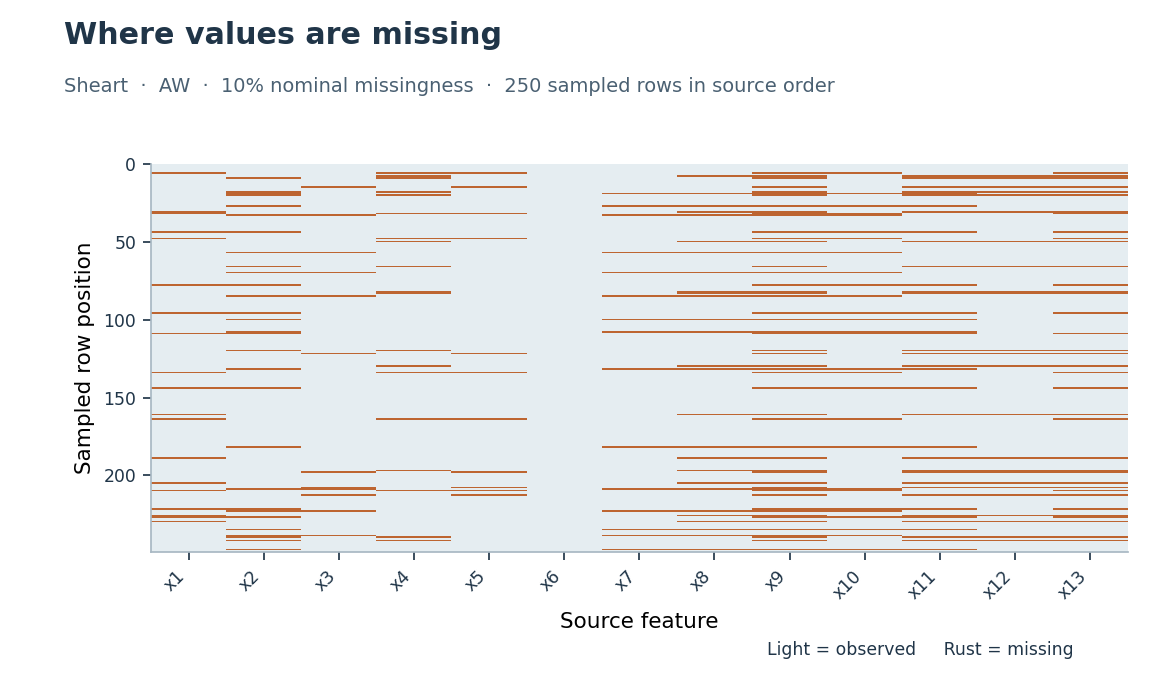 Where values are missing
Sheart · AW · 10% nominal missingness · 250 sampled rows in source order
0
50
100
150
200
Sampled row position
x1 x2 x3 x4 x5 x6 x7 x8 x9 x10 x11 x12 x13
Source feature
Light = observed Rust = missing